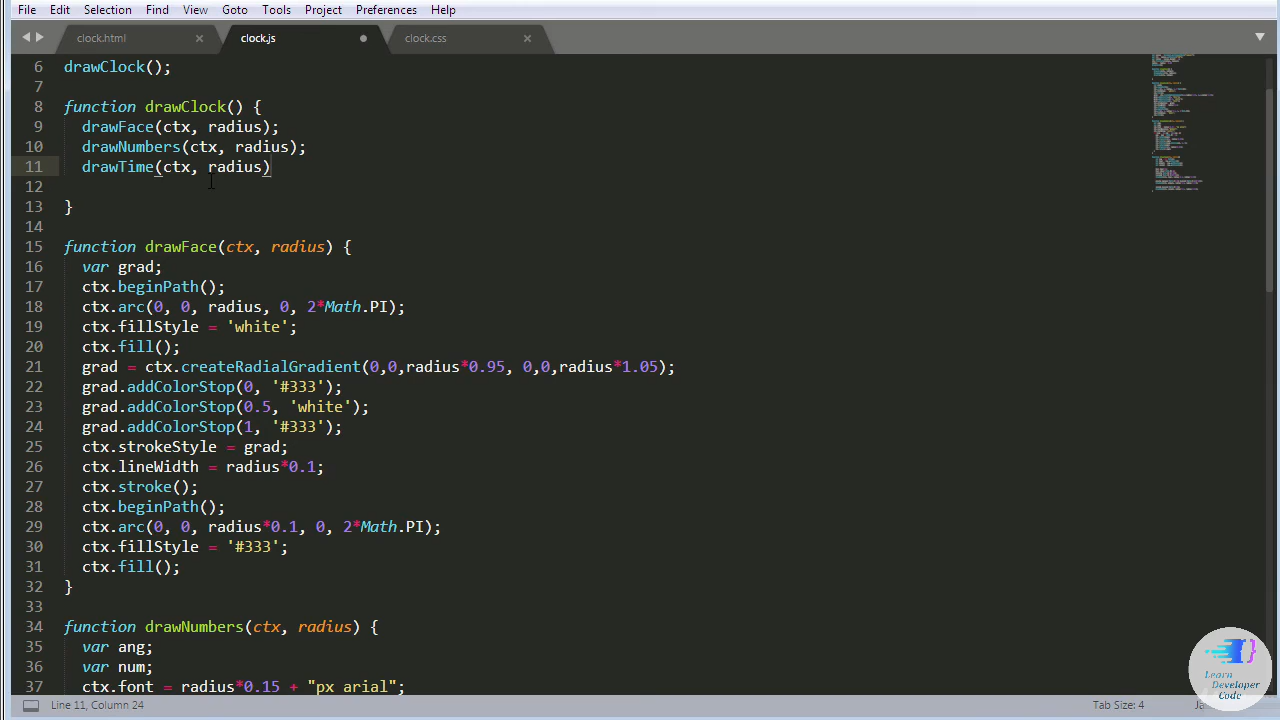 File Edit Selection Find View Goto Tools Project Preferences Help
clock.html × clock.js clock.css ×
6 drawClock();
7
8 function drawClock() {
9 drawFace(ctx, radius);
10 drawNumbers(ctx, radius);
11 drawTime(ctx, radius)
12
13 }
14
15 function drawFace(ctx, radius) {
16 var grad;
17 ctx.beginPath();
18 ctx.arc(0, 0, radius, 0, 2*Math.PI);
19 ctx.fillStyle = 'white';
20 ctx.fill();
21 grad = ctx.createRadialGradient(0,0,radius*0.95, 0,0,radius*1.05);
22 grad.addColorStop(0, '#333');
23 grad.addColorStop(0.5, 'white');
24 grad.addColorStop(1, '#333');
25 ctx.strokeStyle = grad;
26 ctx.lineWidth = radius*0.1;
27 ctx.stroke();
28 ctx.beginPath();
29 ctx.arc(0, 0, radius*0.1, 0, 2*Math.PI);
30 ctx.fillStyle = '#333';
31 ctx.fill();
32 }
33
34 function drawNumbers(ctx, radius) {
35 var ang;
36 var num;
37 ctx.font = radius*0.15 + "px arial";
Learn
Developer
Code
Line 11, Column 24 Tab Size: 4